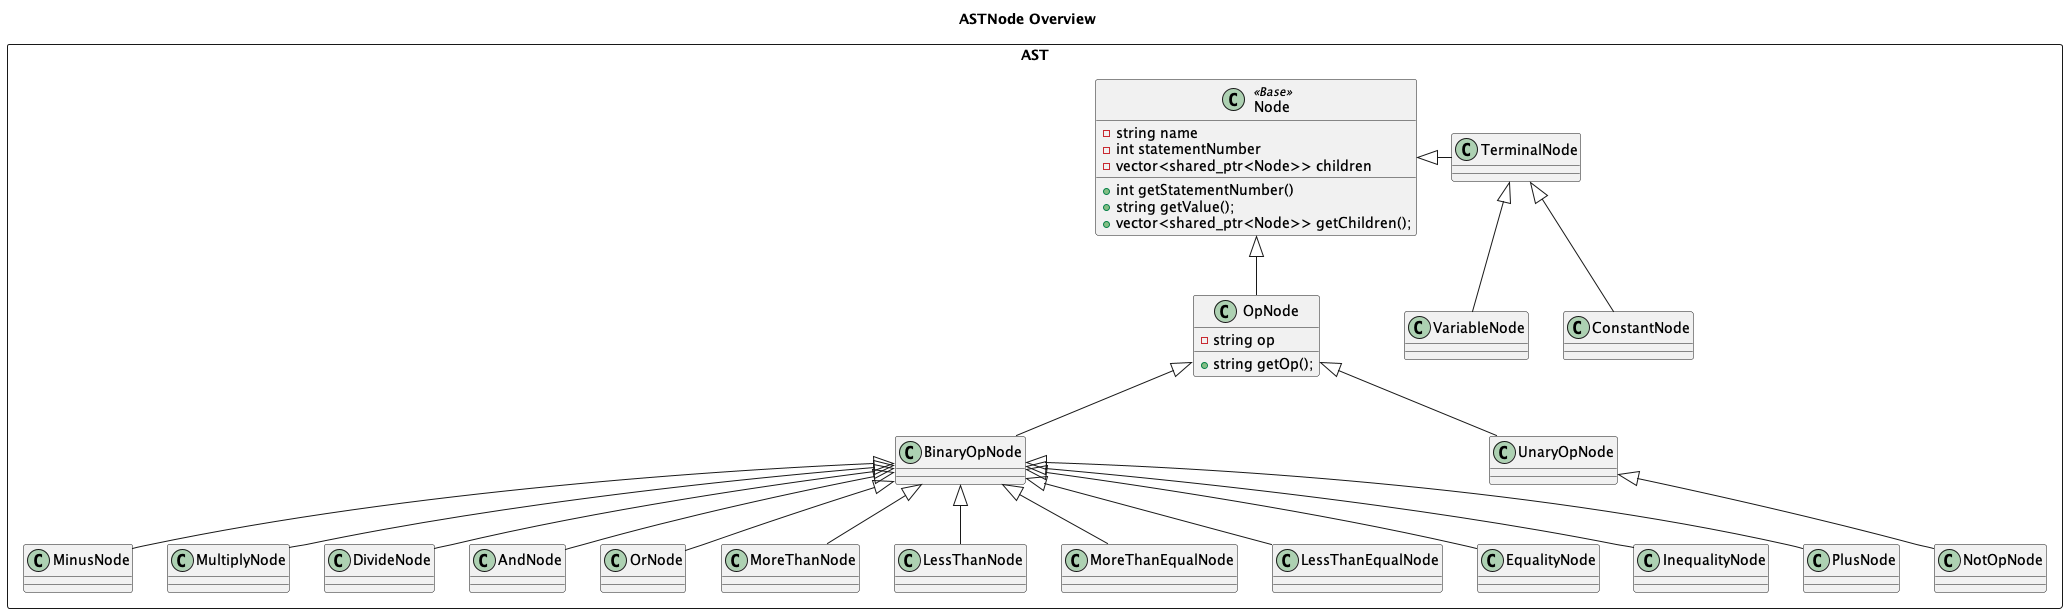 ASTNode Overview
AST
«Base»
C Node
string name
int statementNumber
vector<shared_ptr<Node>> children
int getStatementNumber()
string getValue();
vector<shared_ptr<Node>> getChildren();
C TerminalNode
C OpNode
string op
string getOp();
C VariableNode
C ConstantNode
C BinaryOpNode
C UnaryOpNode
C MinusNode
C MultiplyNode
C DivideNode
C AndNode
C OrNode
C MoreThanNode
C LessThanNode
C MoreThanEqualNode
C LessThanEqualNode
C EqualityNode
C InequalityNode
C PlusNode
C NotOpNode